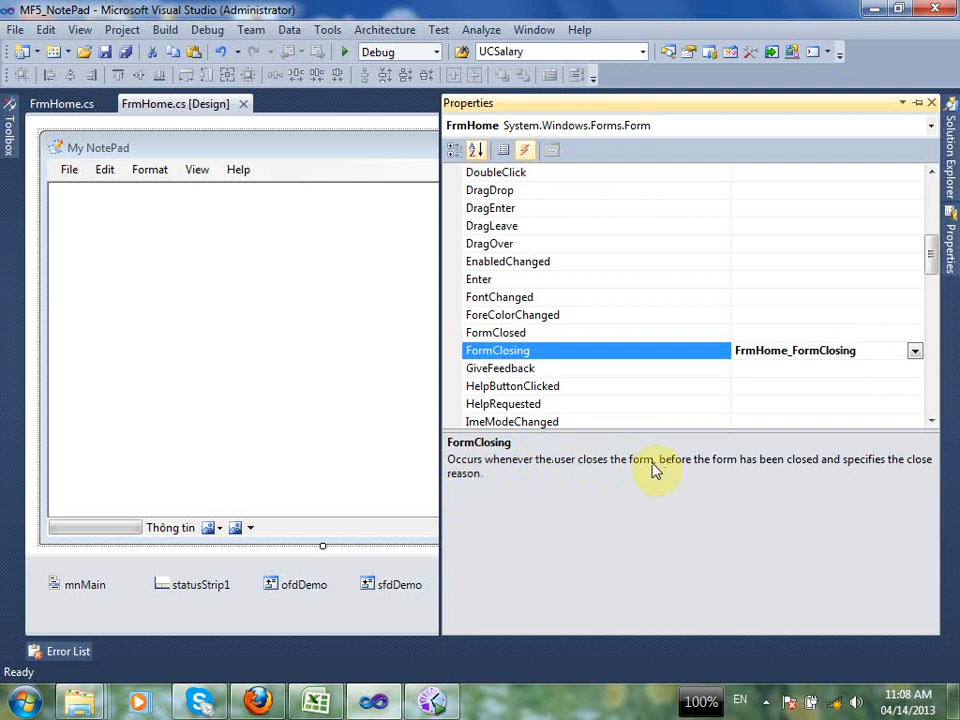 MF5_NotePad - Microsoft Visual Studio (Administrator)
File Edit View Project Build Debug Team Data Tools Architecture Test Analyze Window Help
Debug UCSalary
FrmHome.cs FrmHome.cs [Design]
Toolbox
My NotePad
File Edit Format View Help
Thông tin
mnMain statusStrip1 ofdDemo sfdDemo
Properties
FrmHome System.Windows.Forms.Form
DoubleClick
DragDrop
DragEnter
DragLeave
DragOver
EnabledChanged
Enter
FontChanged
ForeColorChanged
FormClosed
FormClosing FrmHome_FormClosing
GiveFeedback
HelpButtonClicked
HelpRequested
ImeModeChanged
FormClosing
Occurs whenever the user closes the form, before the form has been closed and specifies the close
reason.
Solution Explorer
Properties
Error List
Ready
100% EN 11:08 AM
04/14/2013